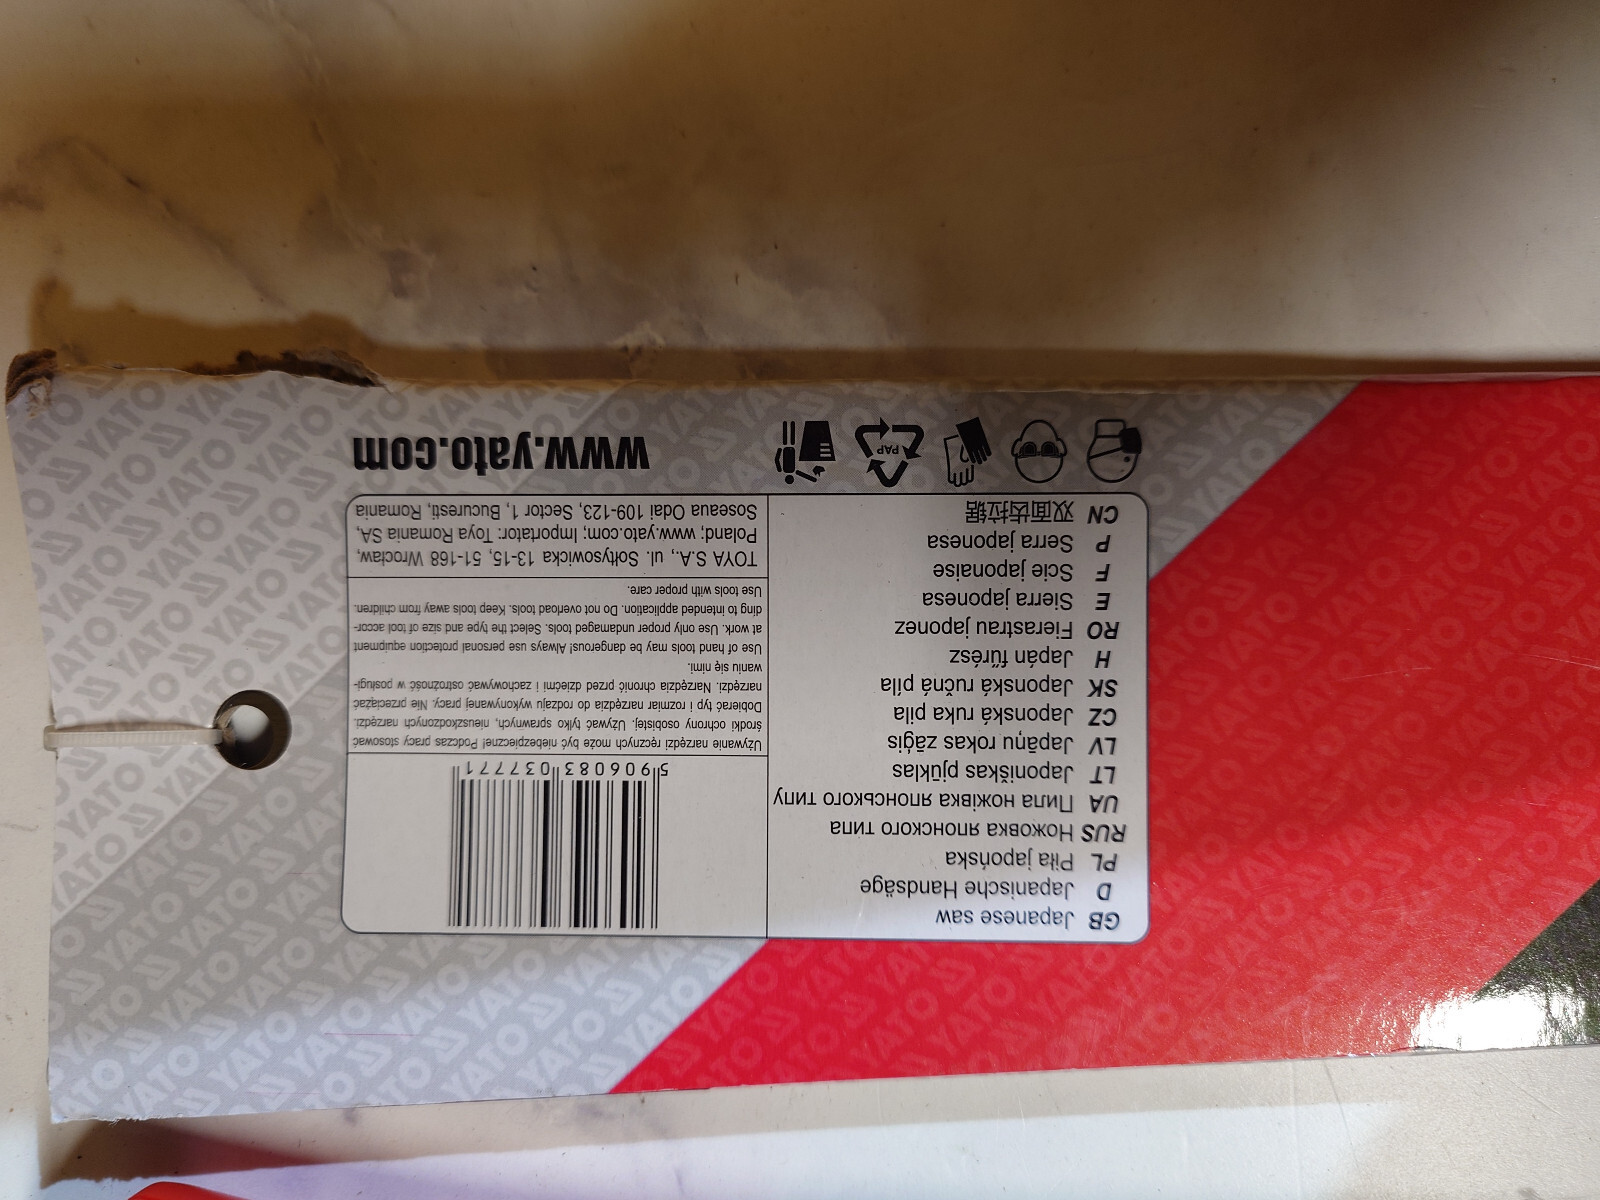 GB Japanese saw
D Japanische Handsäge
PL Piła japońska
RUS Ножовка японского типа
UA Пила ножівка японського типу
LT Japoniškas pjūklas
LV Japāņu rokas zāģis
CZ Japonská ruka pila
SK Japonská ručná píla
H Japán fűrész
RO Fierastrau japonez
E Sierra japonesa
F Scie japonaise
P Serra japonesa
CN 双面齿拉锯
5 906083 037771
Używanie narzędzi ręcznych może być niebezpieczne! Podczas pracy stosować
środki ochrony osobistej. Używać tylko sprawnych, nieuszkodzonych narzędzi.
Dobierać typ i rozmiar narzędzia do rodzaju wykonywanej pracy. Nie przeciążać
narzędzi. Narzędzia chronić przed dziećmi i zachowywać ostrożność w posługi-
waniu się nimi.
Use of hand tools may be dangerous! Always use personal protection equipment
at work. Use only proper undamaged tools. Select the type and size of tool accor-
ding to intended application. Do not overload tools. Keep tools away from children.
Use tools with proper care.
TOYA S.A., ul. Sołtysowicka 13-15, 51-168 Wrocław,
Poland; www.yato.com; Importator: Toya Romania SA,
Soseaua Odai 109-123, Sector 1, Bucuresti, Romania
PAP
www.yato.com
YATO